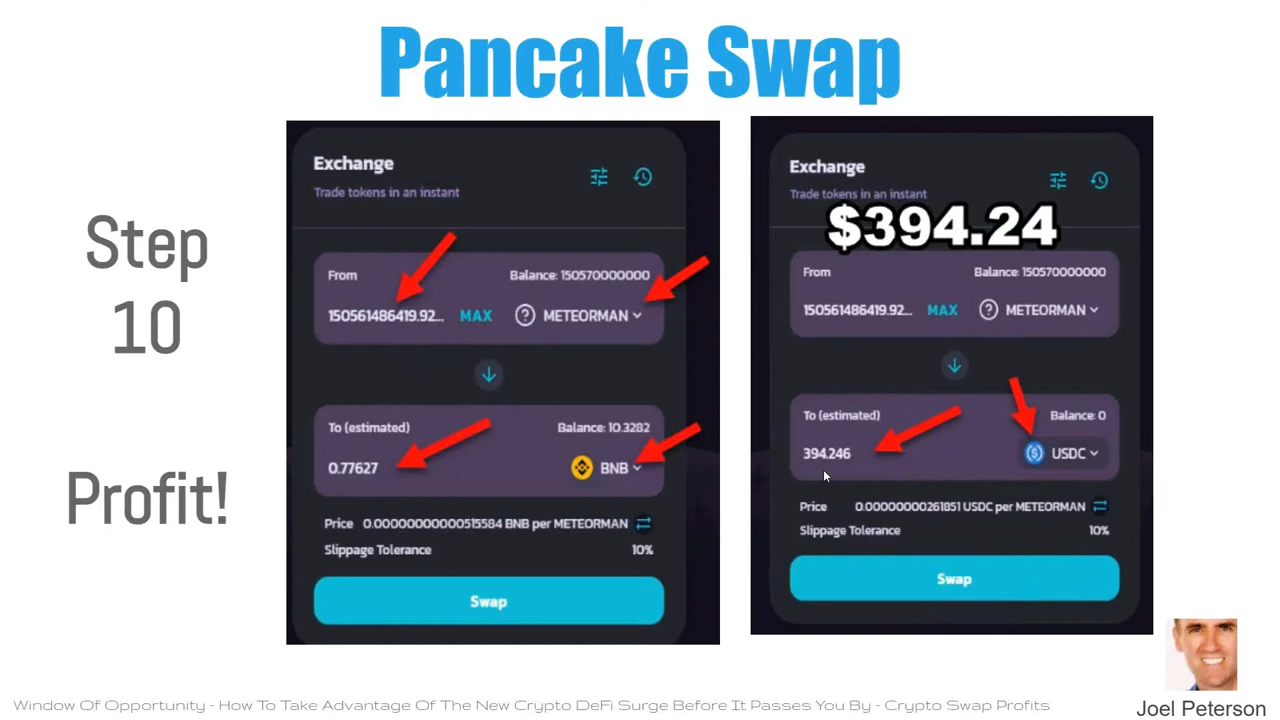 Pancake Swap
Step
10
Profit!
Exchange
Trade tokens in an instant
From
Balance: 150570000000
150561486419.92...
MAX
METEORMAN
To (estimated)
Balance: 10.3282
0.77627
BNB
Price
0.000000000000515584 BNB per METEORMAN
Slippage Tolerance
10%
Swap
Exchange
Trade tokens in an instant
$394.24
From
Balance: 150570000000
150561486419.92...
MAX
METEORMAN
To (estimated)
Balance: 0
394.246
USDC
Price
0.00000000261851 USDC per METEORMAN
Slippage Tolerance
10%
Swap
Window Of Opportunity - How To Take Advantage Of The New Crypto DeFi Surge Before It Passes You By - Crypto Swap Profits
Joel Peterson